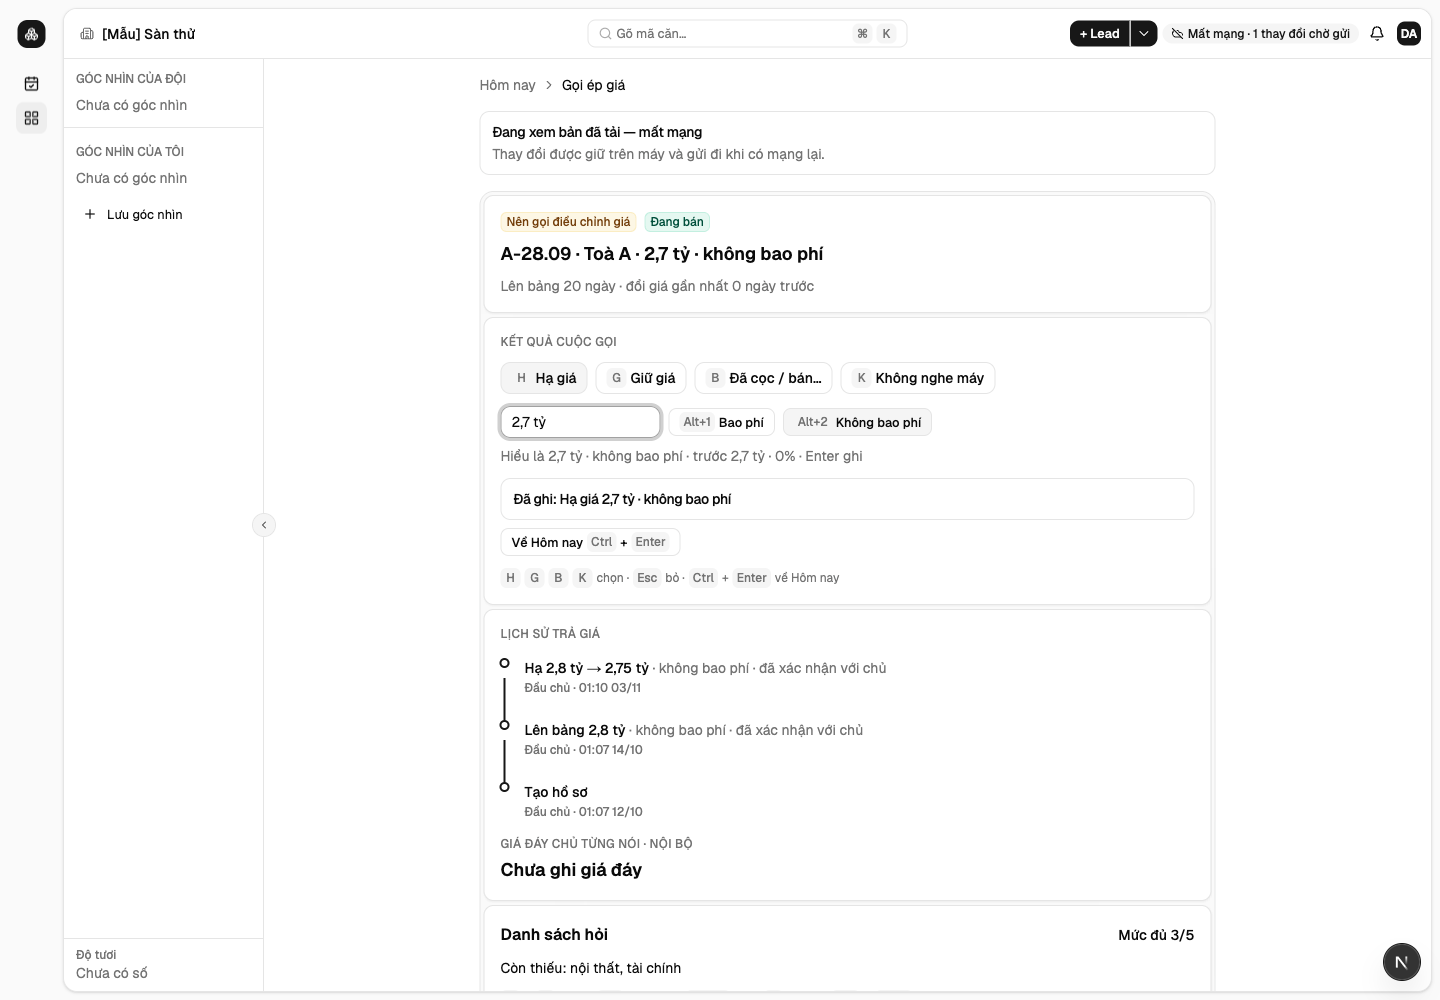 [Mẫu] Sàn thử
Gõ mã căn...
⌘ K
+ Lead
Mất mạng · 1 thay đổi chờ gửi
DA
GÓC NHÌN CỦA ĐỘI
Chưa có góc nhìn
GÓC NHÌN CỦA TÔI
Chưa có góc nhìn
+ Lưu góc nhìn
Độ tươi
Chưa có số
Hôm nay > Gọi ép giá
Đang xem bản đã tải — mất mạng
Thay đổi được giữ trên máy và gửi đi khi có mạng lại.
Nên gọi điều chỉnh giá Đang bán
A-28.09 · Toà A · 2,7 tỷ · không bao phí
Lên bảng 20 ngày · đổi giá gần nhất 0 ngày trước
KẾT QUẢ CUỘC GỌI
H Hạ giá G Giữ giá B Đã cọc / bán... K Không nghe máy
2,7 tỷ Alt+1 Bao phí Alt+2 Không bao phí
Hiểu là 2,7 tỷ · không bao phí · trước 2,7 tỷ · 0% · Enter ghi
Đã ghi: Hạ giá 2,7 tỷ · không bao phí
Về Hôm nay Ctrl + Enter
H G B K chọn · Esc bỏ · Ctrl + Enter về Hôm nay
LỊCH SỬ TRẢ GIÁ
Hạ 2,8 tỷ → 2,75 tỷ · không bao phí · đã xác nhận với chủ
Đầu chủ · 01:10 03/11
Lên bảng 2,8 tỷ · không bao phí · đã xác nhận với chủ
Đầu chủ · 01:07 14/10
Tạo hồ sơ
Đầu chủ · 01:07 12/10
GIÁ ĐÁY CHỦ TỪNG NÓI · NỘI BỘ
Chưa ghi giá đáy
Danh sách hỏi
Mức đủ 3/5
Còn thiếu: nội thất, tài chính
N